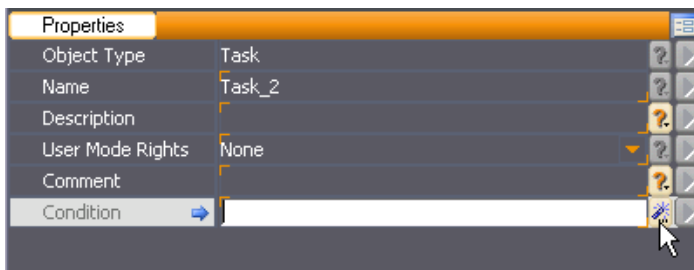 Properties
Object Type Task
Name Task_2
Description
User Mode Rights None
Comment
Condition